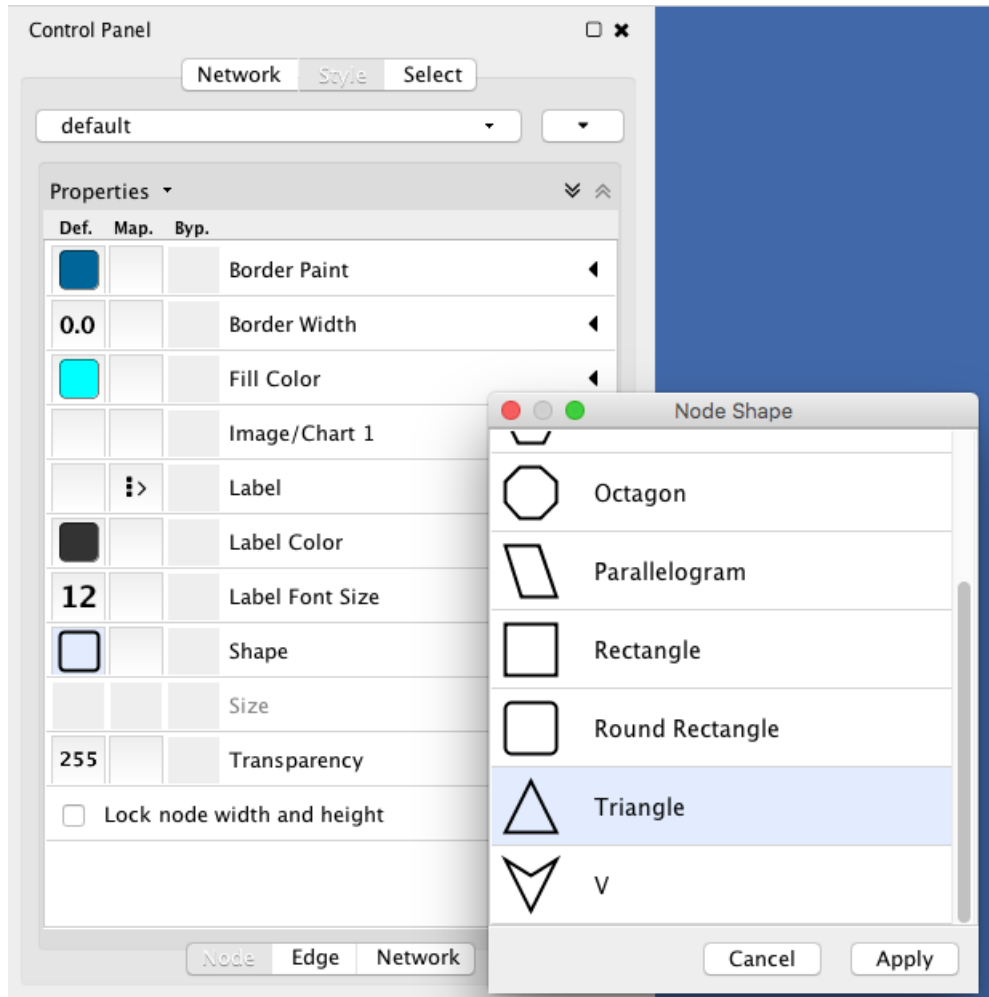 Control Panel
Network Style Select
default
Properties
Def. Map. Byp.
Border Paint
0.0 Border Width
Fill Color
Image/Chart 1
Label
Label Color
12 Label Font Size
Shape
Size
255 Transparency
Lock node width and height
Node Edge Network
Node Shape
Octagon
Parallelogram
Rectangle
Round Rectangle
Triangle
V
Cancel Apply